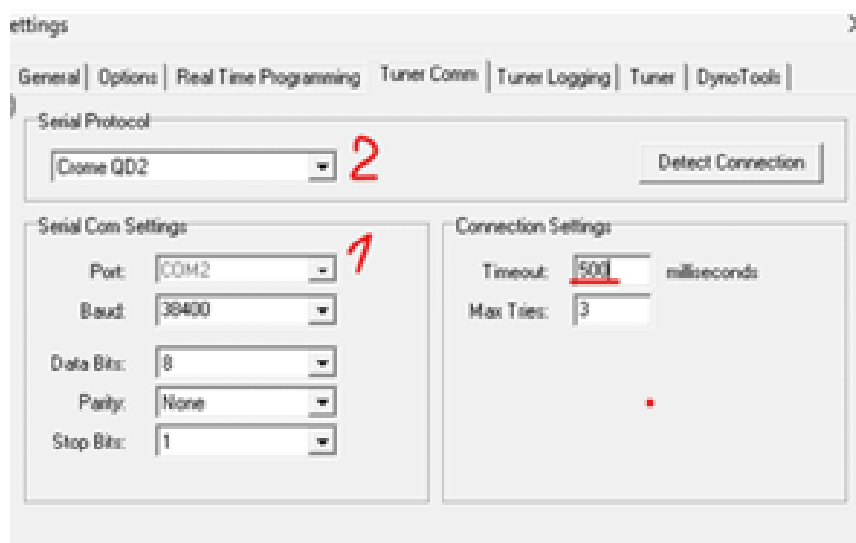 ettings
General Options Real Time Programming Tuner Comm Tuner Logging Tuner DynoTools
Serial Protocol
Crome QD2 2 Detect Connection
Serial Com Settings 1
Port: COM2
Baud: 38400
Data Bits: 8
Parity: None
Stop Bits: 1
Connection Settings
Timeout: 500 milliseconds
Max Tries: 3